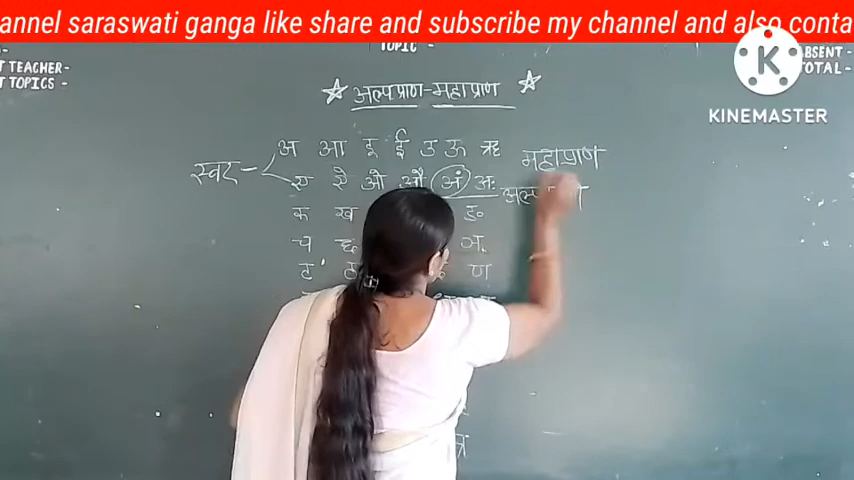 annel saraswati ganga like share and subscribe my channel and also conta
TOPIC -
T TEACHER-
T TOPICS -
ABSENT-
TOTAL-
K
KINEMASTER
अल्पप्राण-महाप्राण
स्वर - अ आ इ ई उ ऊ ऋ महाप्राण
ए ऐ ओ औ अं अः
क ख ङ
च छ ञ
ट ठ ण